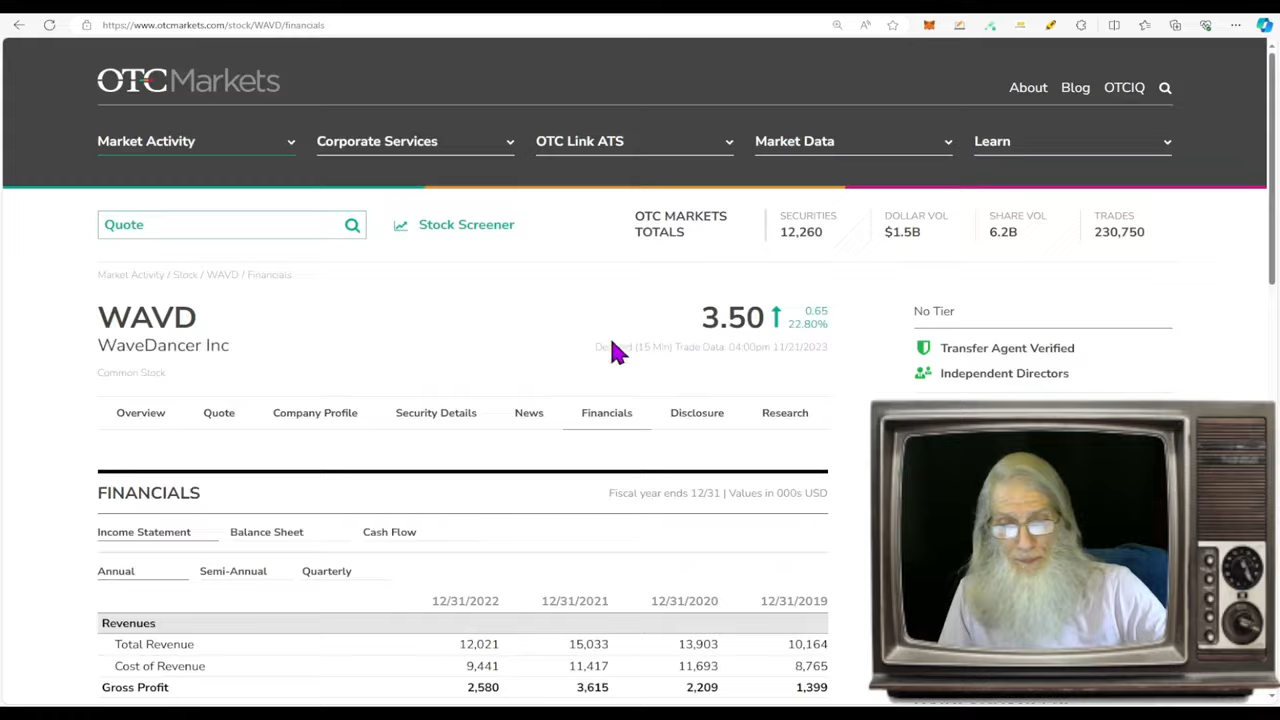 https://www.otcmarkets.com/stock/WAVD/financials
OTCMarkets
About Blog OTCIQ
Market Activity Corporate Services OTC Link ATS Market Data Learn
Quote
Stock Screener
OTC MARKETS TOTALS
SECURITIES 12,260
DOLLAR VOL $1.5B
SHARE VOL 6.2B
TRADES 230,750
Market Activity / Stock / WAVD / Financials
WAVD
WaveDancer Inc
Common Stock
3.50 0.65 22.80%
(15 Min) Trade Data: 04:00pm 11/21/2023
No Tier
Transfer Agent Verified
Independent Directors
Overview Quote Company Profile Security Details News Financials Disclosure Research
FINANCIALS
Fiscal year ends 12/31 | Values in 000s USD
Income Statement Balance Sheet Cash Flow
Annual Semi-Annual Quarterly
12/31/2022 12/31/2021 12/31/2020 12/31/2019
Revenues
Total Revenue 12,021 15,033 13,903 10,164
Cost of Revenue 9,441 11,417 11,693 8,765
Gross Profit 2,580 3,615 2,209 1,399